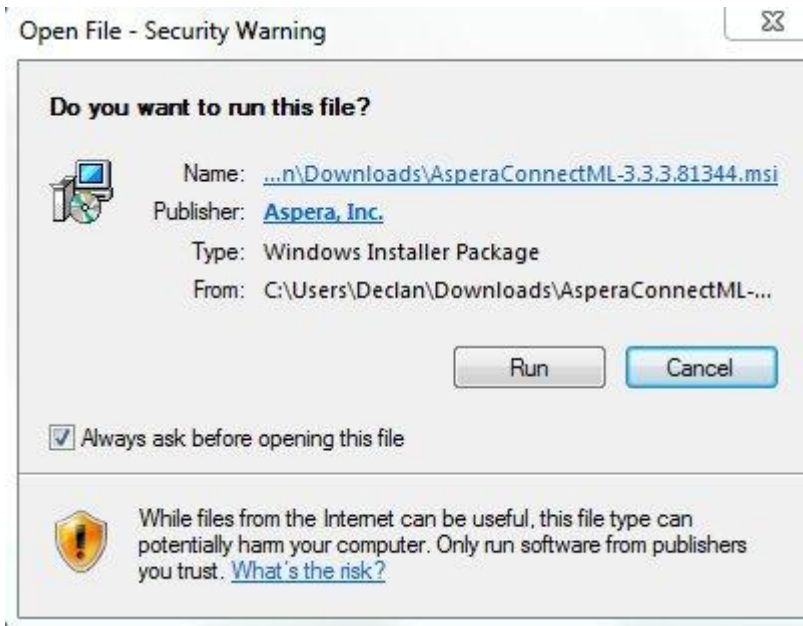 Open File - Security Warning
Do you want to run this file?
Name: ...n\Downloads\AsperaConnectML-3.3.3.81344.msi
Publisher: Aspera, Inc.
Type: Windows Installer Package
From: C:\Users\Declan\Downloads\AsperaConnectML-...
Run Cancel
Always ask before opening this file
While files from the Internet can be useful, this file type can
potentially harm your computer. Only run software from publishers
you trust. What's the risk?